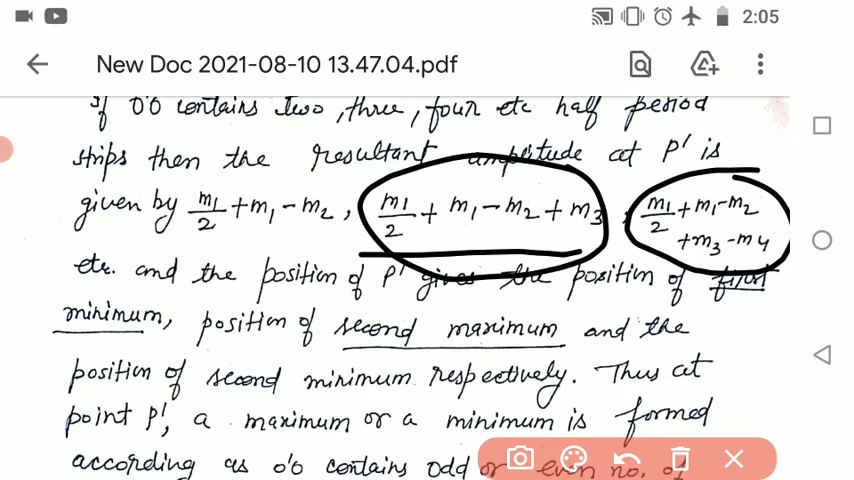 2:05
New Doc 2021-08-10 13.47.04.pdf
If O'O contains two, three, four etc half period
strips then the resultant amplitude at P' is
given by m1/2 + m1 - m2, m1/2 + m1 - m2 + m3, m1/2 + m1 - m2
+ m3 - m4
etc. and the position of P' gives the position of first
minimum, position of second maximum and the
position of second minimum respectively. Thus at
point P', a maximum or a minimum is formed
according as O'O contains odd or even no. of